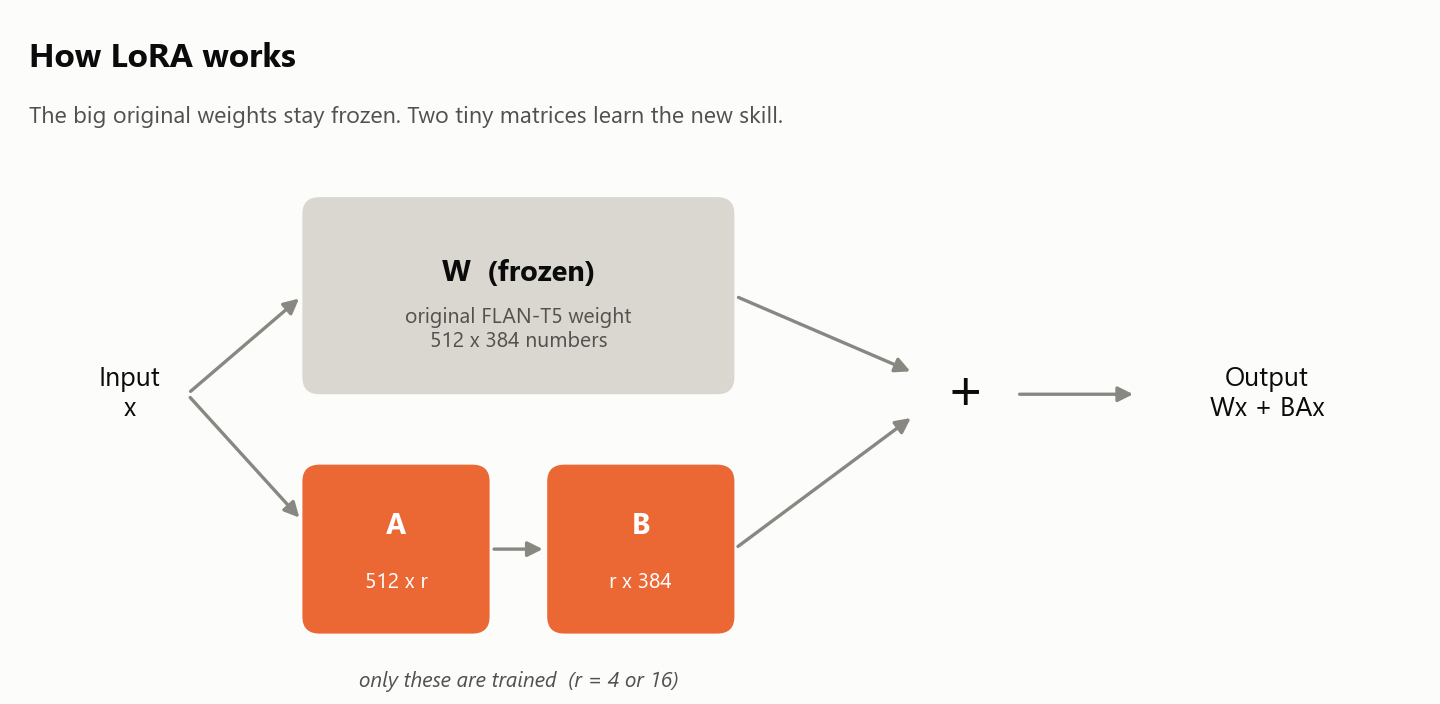 How LoRA works
The big original weights stay frozen. Two tiny matrices learn the new skill.
W (frozen)
original FLAN-T5 weight
512 x 384 numbers
Input
x
+
Output
Wx + BAx
A
512 x r
B
r x 384
only these are trained (r = 4 or 16)